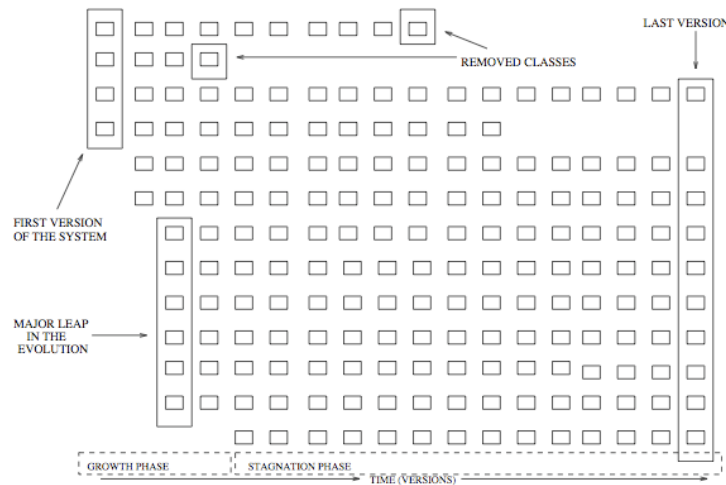 LAST VERSION
REMOVED CLASSES
FIRST VERSION
OF THE SYSTEM
MAJOR LEAP
IN THE
EVOLUTION
GROWTH PHASE
STAGNATION PHASE
TIME (VERSIONS)